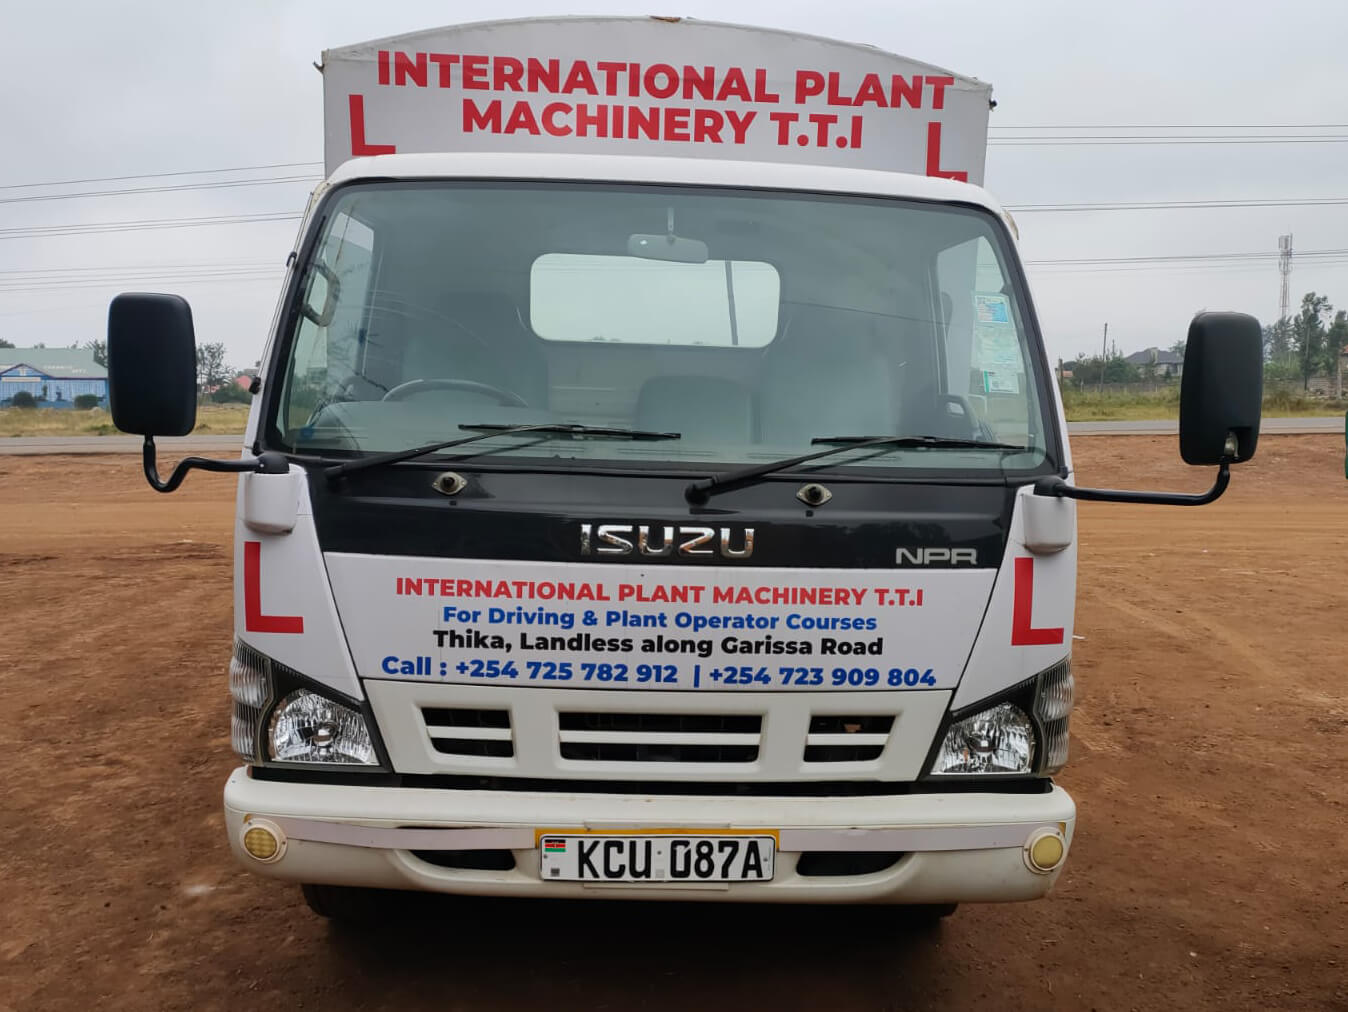 INTERNATIONAL PLANT
MACHINERY T.T.I
L L
ISUZU
NPR
INTERNATIONAL PLANT MACHINERY T.T.I
For Driving & Plant Operator Courses
Thika, Landless along Garissa Road
Call : +254 725 782 912 | +254 723 909 804
L L
KCU 087A